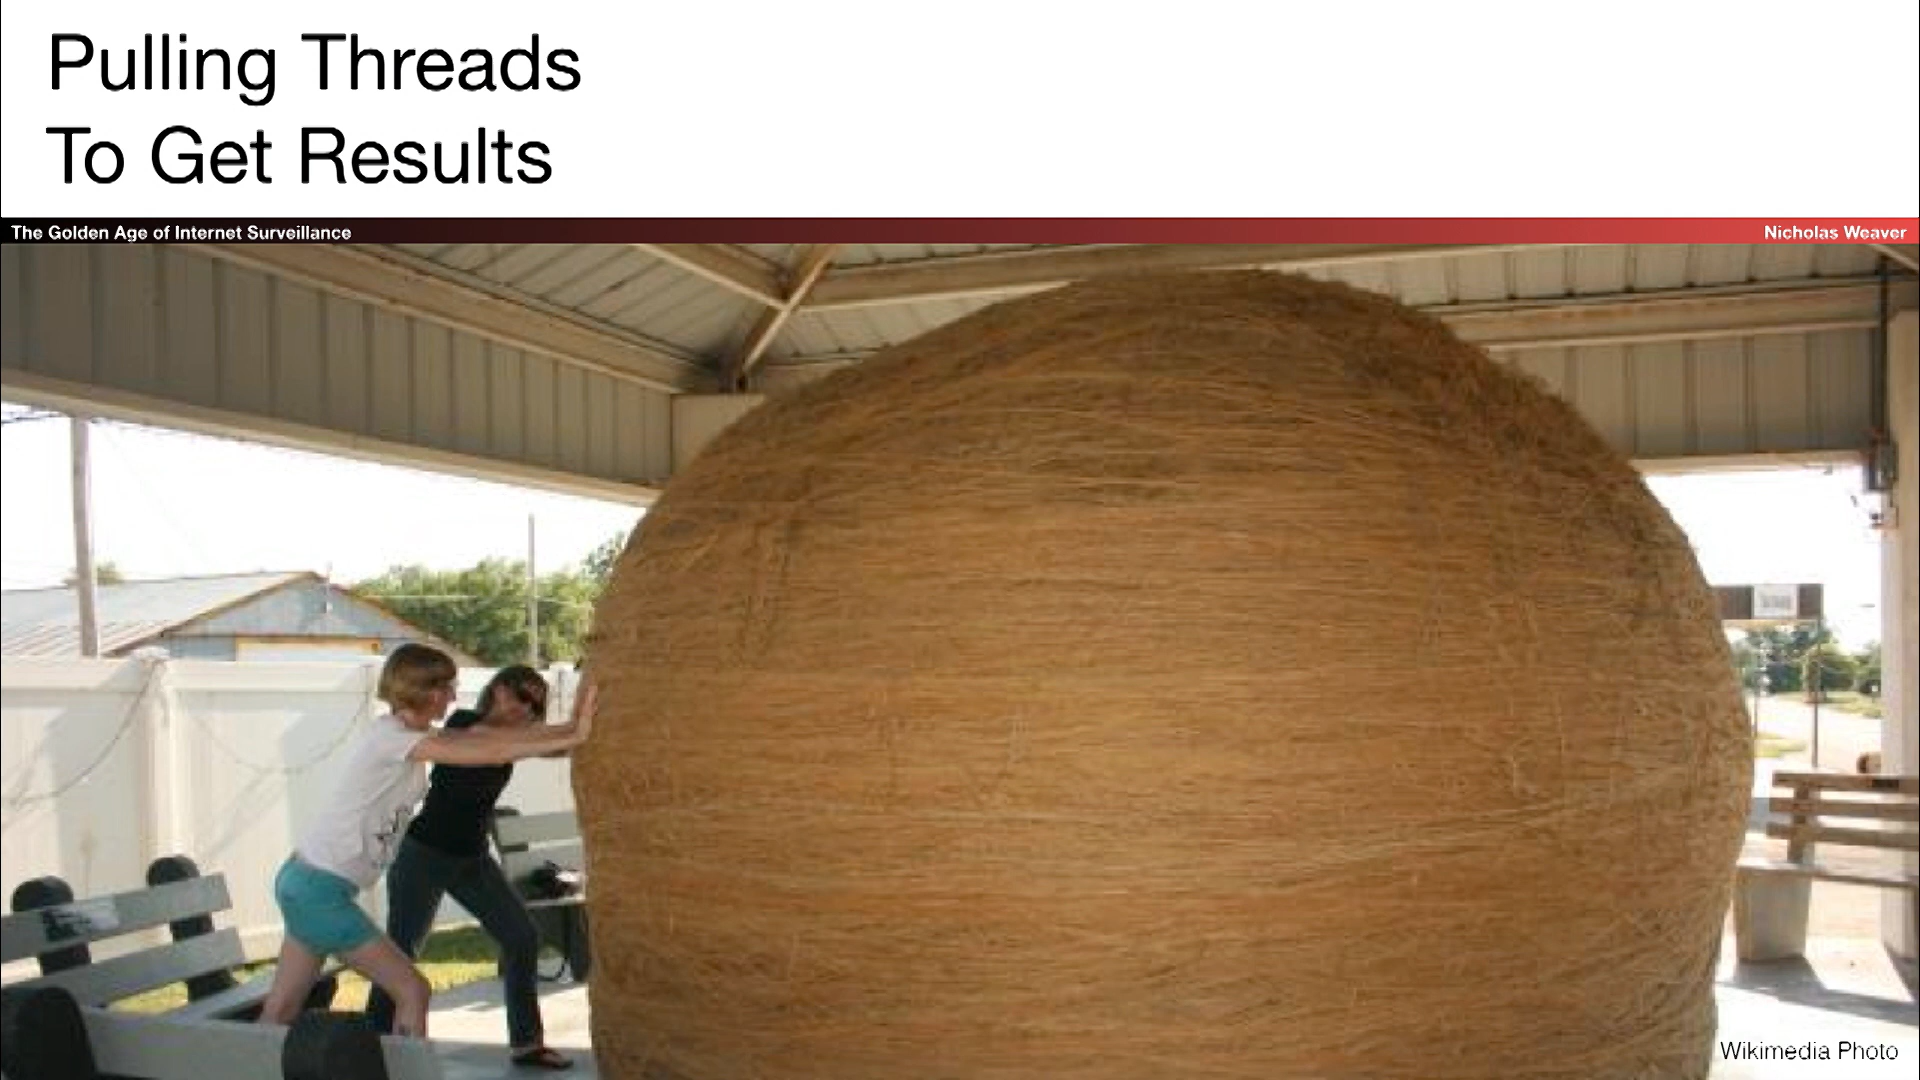 Pulling Threads
To Get Results
The Golden Age of Internet Surveillance
Nicholas Weaver
Wikimedia Photo